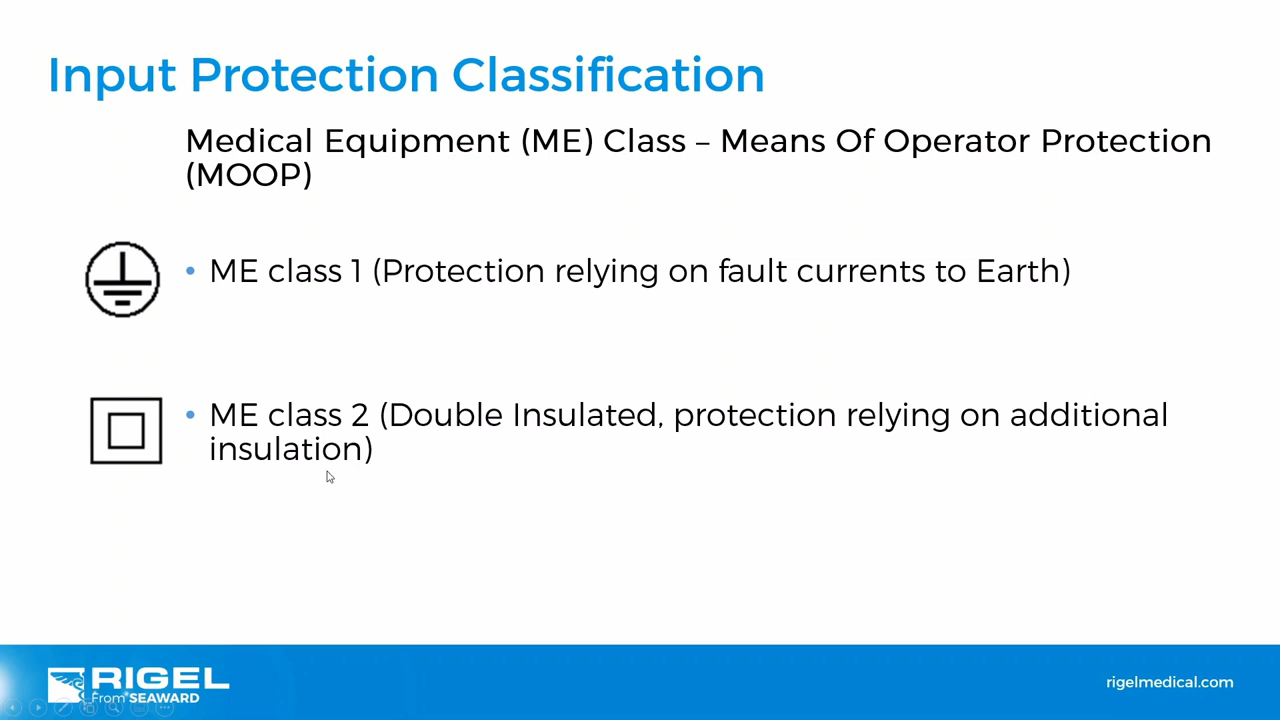 Input Protection Classification
Medical Equipment (ME) Class – Means Of Operator Protection
(MOOP)
• ME class 1 (Protection relying on fault currents to Earth)
• ME class 2 (Double Insulated, protection relying on additional
insulation)
RIGEL
From SEAWARD
rigelmedical.com